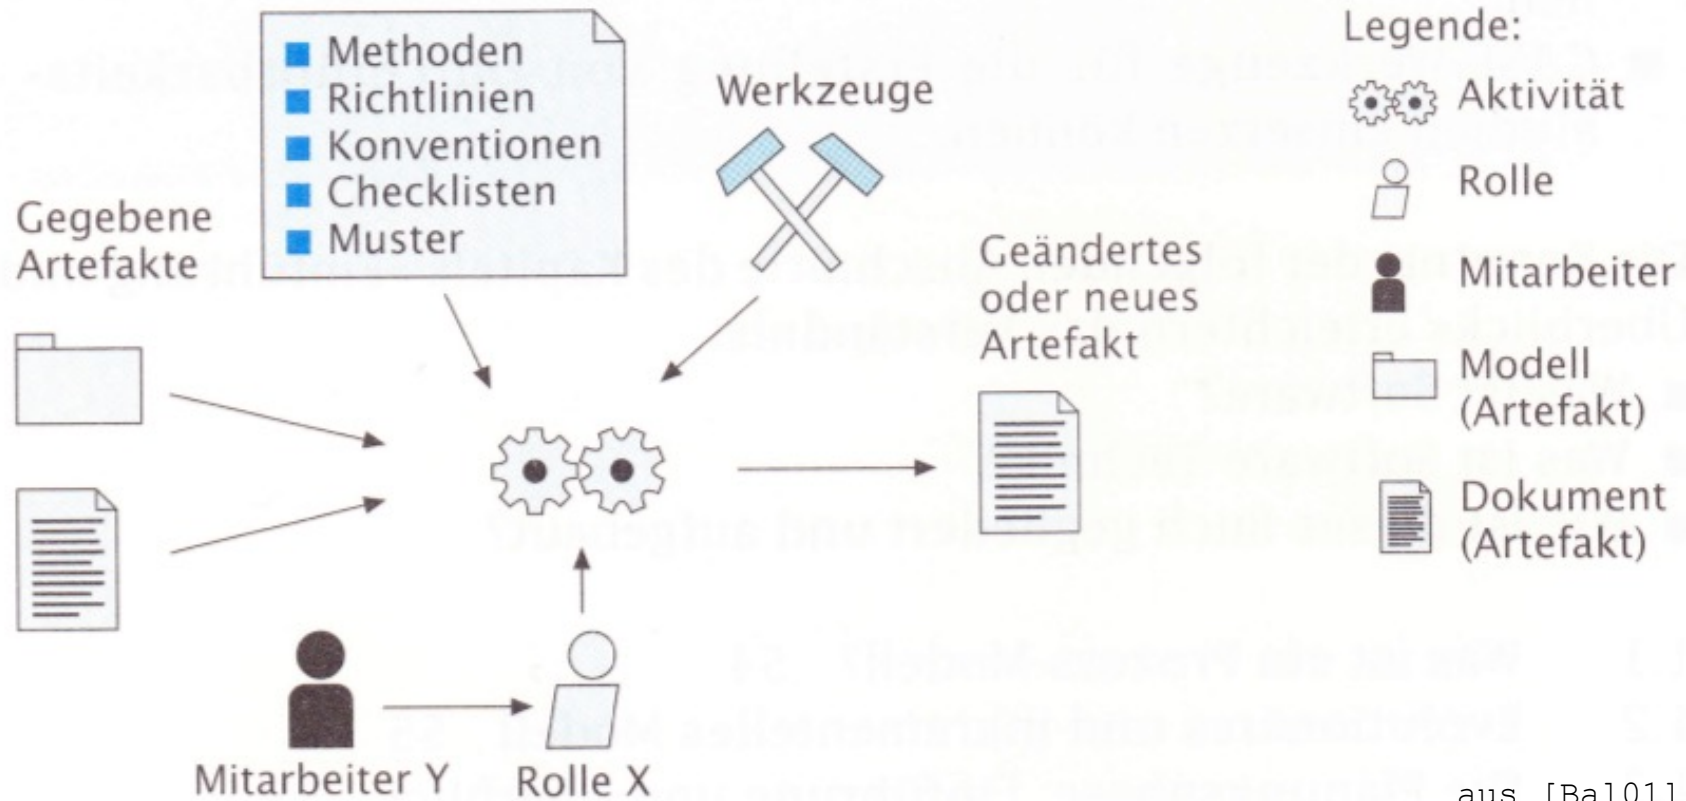 Methoden
Richtlinien
Konventionen
Checklisten
Muster
Werkzeuge
Gegebene
Artefakte
Geändertes
oder neues
Artefakt
Mitarbeiter Y
Rolle X
Legende:
Aktivität
Rolle
Mitarbeiter
Modell
(Artefakt)
Dokument
(Artefakt)
aus [Bal01]